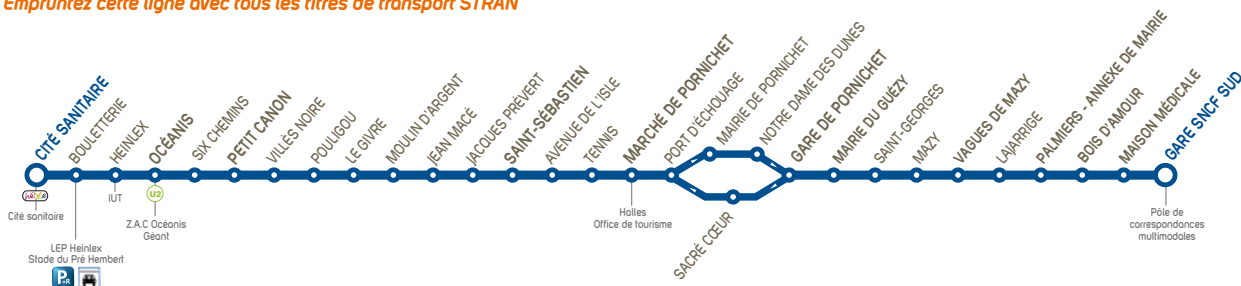 Empruntez cette ligne avec tous les titres de transport STRAN
CITÉ SANITAIRE
BOULETTERIE
HEINLEX
OCÉANIS
SIX CHEMINS
PETIT CANON
VILLÈS NOIRE
POULIGOU
LE GIVRE
MOULIN D'ARGENT
JEAN MACÉ
JACQUES PRÉVERT
SAINT-SÉBASTIEN
AVENUE DE L'ISLE
TENNIS
MARCHÉ DE PORNICHET
PORT D'ÉCHOUAGE
MAIRIE DE PORNICHET
NOTRE DAME DES DUNES
SACRÉ CŒUR
GARE DE PORNICHET
MAIRIE DU GUÉZY
SAINT-GEORGES
MAZY
VAGUES DE MAZY
LAJARRIGE
PALMIERS - ANNEXE DE MAIRIE
BOIS D'AMOUR
MAISON MÉDICALE
GARE SNCF SUD
Cité sanitaire
LEP Heinlex
Stade du Pré Hembert
P+R
IUT
U2
Z.A.C Océanis
Géant
Halles
Office de tourisme
Pôle de
correspondances
multimodales